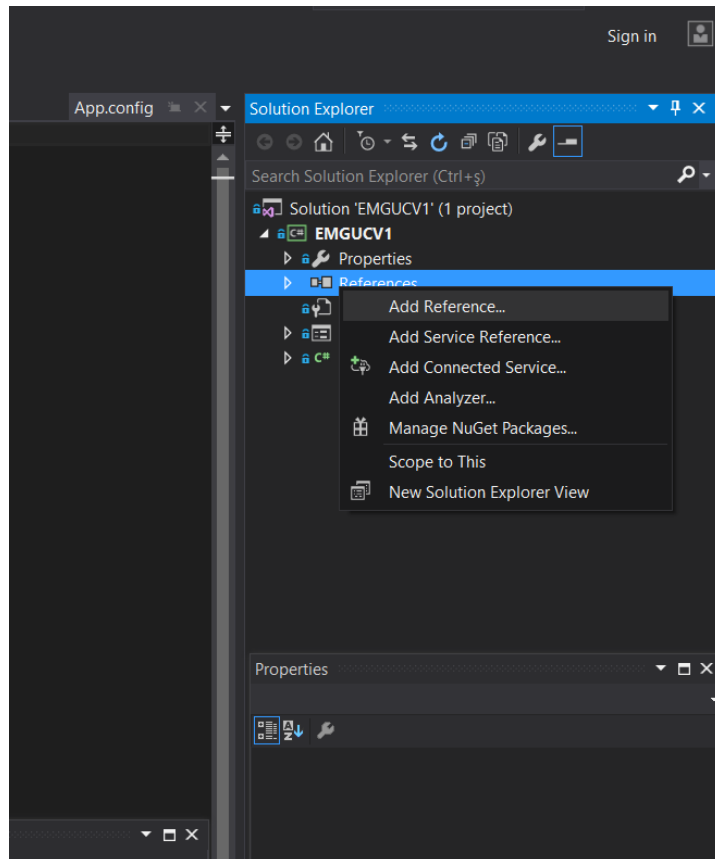 Sign in
App.config
Solution Explorer
Search Solution Explorer (Ctrl+ş)
Solution 'EMGUCV1' (1 project)
C# EMGUCV1
Properties
References
Add Reference...
Add Service Reference...
C#
Add Connected Service...
Add Analyzer...
Manage NuGet Packages...
Scope to This
New Solution Explorer View
Properties